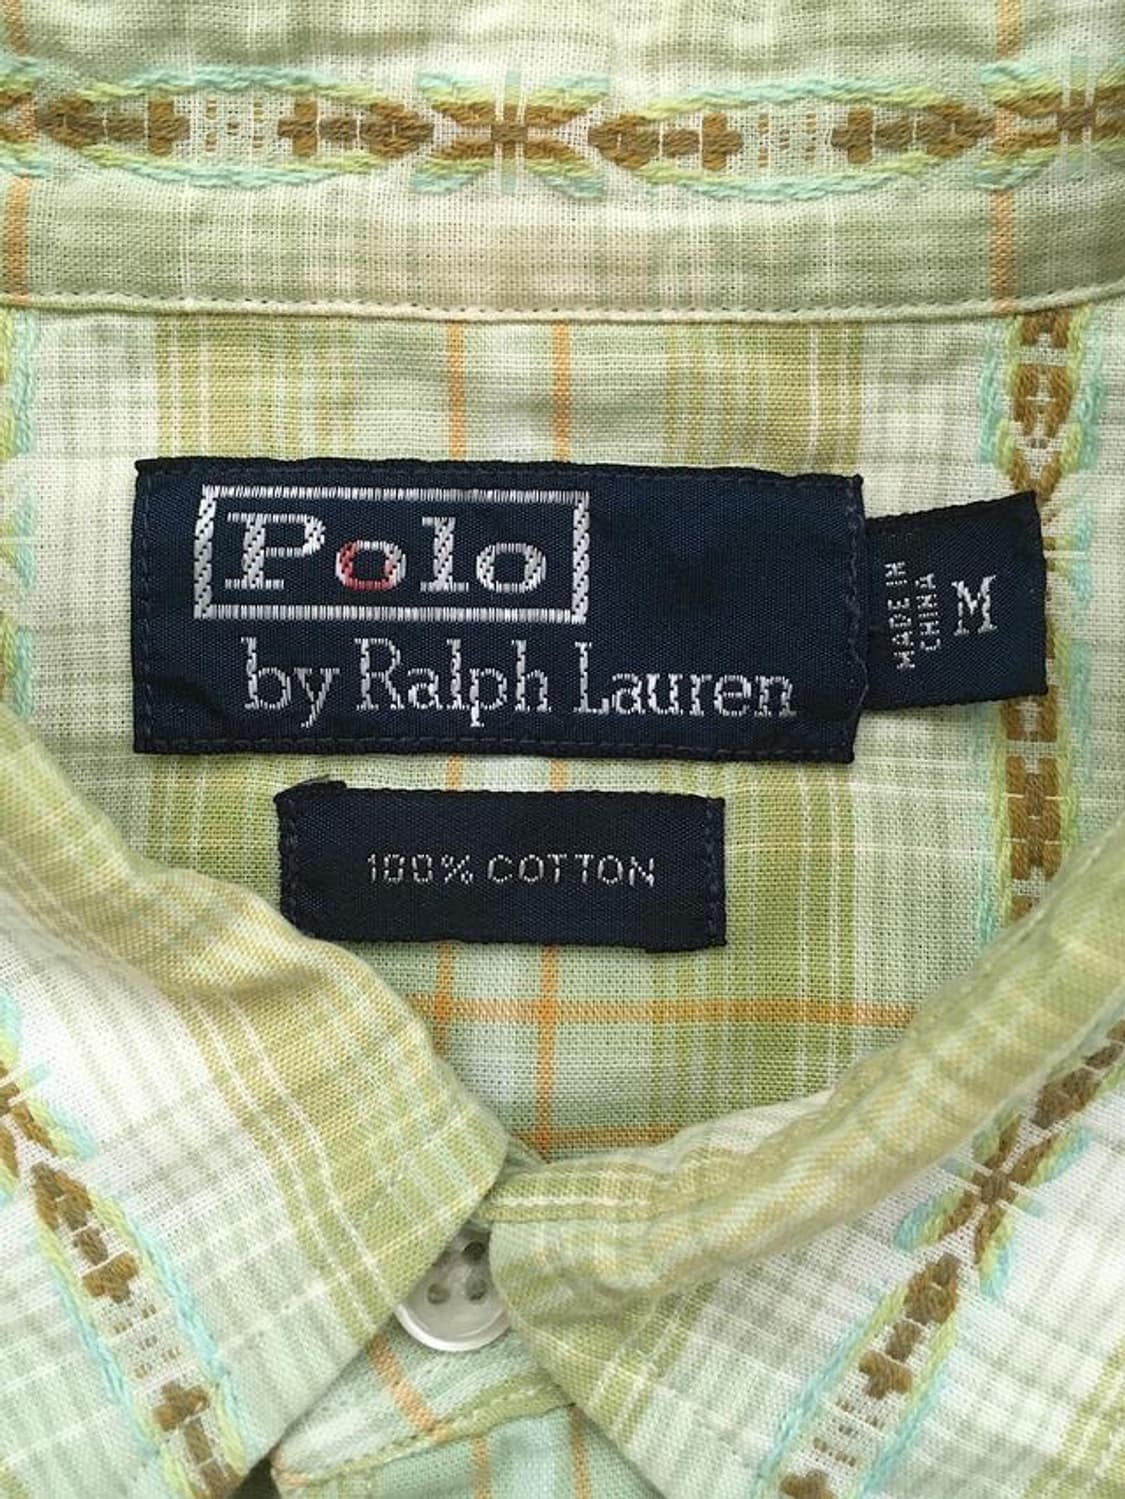 Polo
by Ralph Lauren
MADE IN
CHINA
M
100% COTTON